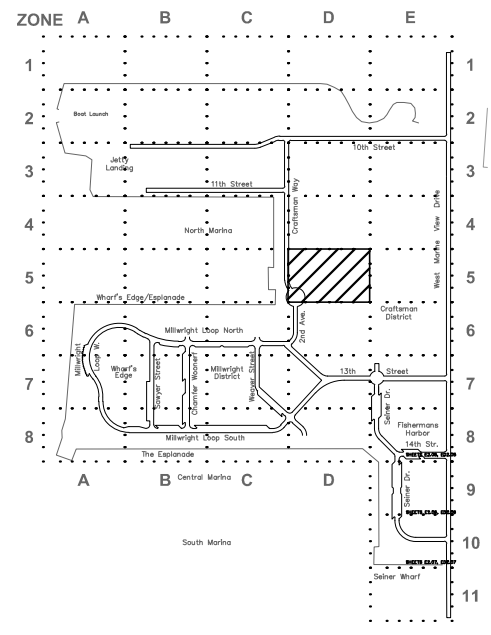 ZONE A B C D E
1 1
Boat Launch
2 2
10th Street
Jetty
Landing
3 3
11th Street
Craftsman Way
West Marine View Drive
North Marina
4 4
5 5
Wharf's Edge/Esplanade
Craftsman
District
2nd Ave.
Millwright Loop North
6 6
Millwright
Loop W.
Wharf's
Edge
Sawyer Street
Chamfer Woonerf
Millwright
District
Weaver Street
13th Street
7 7
Seiner Dr.
Fishermans
Harbor
14th Str.
Millwright Loop South
8 8
The Esplanade
A B C D
Central Marina
Seiner Dr.
9
South Marina
10
Seiner Wharf
11